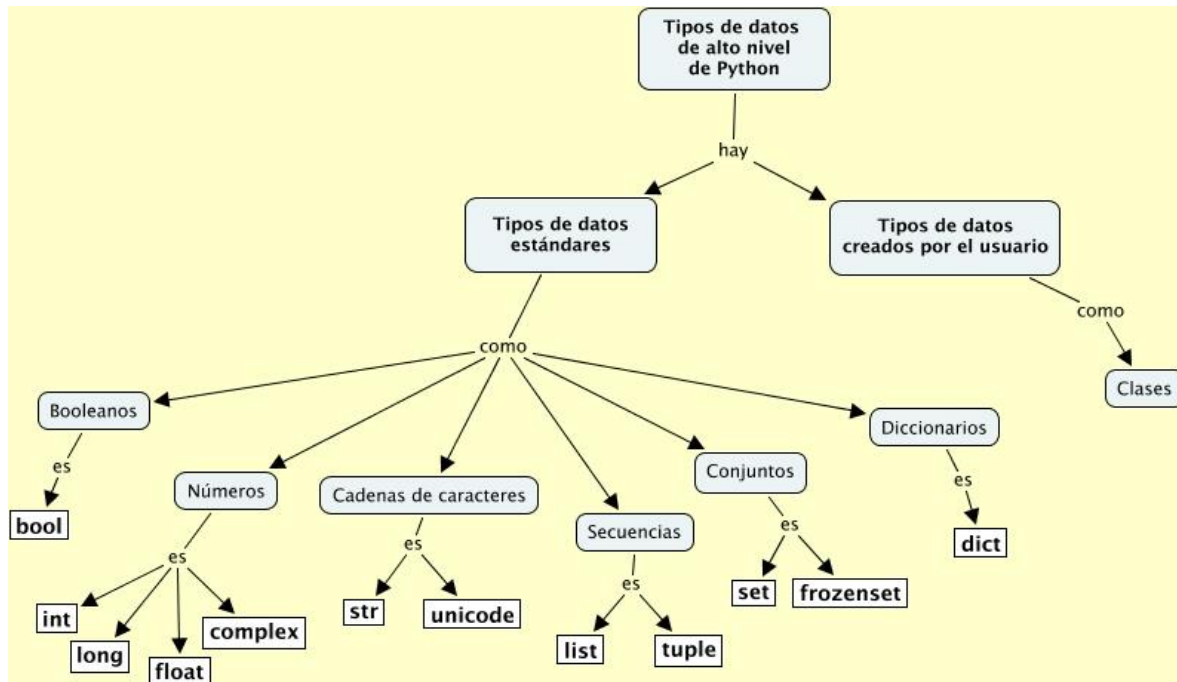 Tipos de datos
de alto nivel
de Python
hay
Tipos de datos
estándares
Tipos de datos
creados por el usuario
como
como
Clases
Booleanos
Diccionarios
es
Números
Cadenas de caracteres
Conjuntos
es
bool
Secuencias
es
dict
es
es
es
int
long
float
complex
str
unicode
list
tuple
set
frozenset